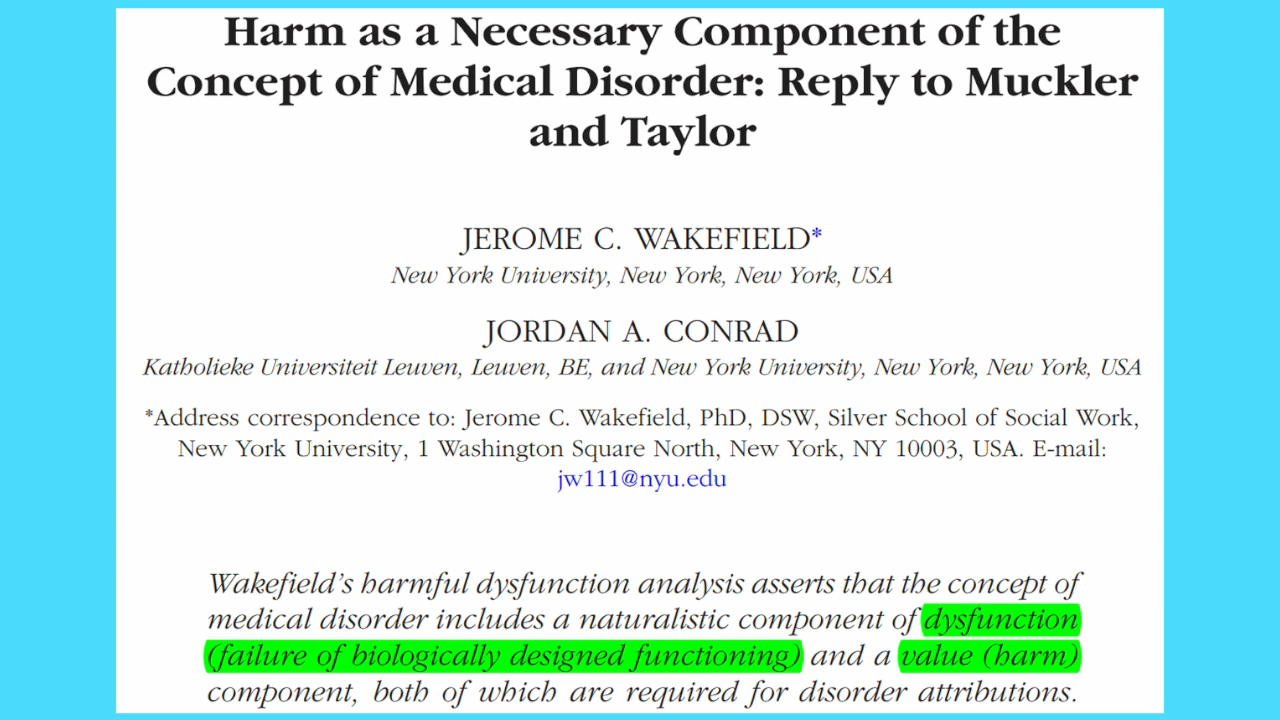 Harm as a Necessary Component of the
Concept of Medical Disorder: Reply to Muckler
and Taylor
JEROME C. WAKEFIELD*
New York University, New York, New York, USA
JORDAN A. CONRAD
Katholieke Universiteit Leuven, Leuven, BE, and New York University, New York, New York, USA
*Address correspondence to: Jerome C. Wakefield, PhD, DSW, Silver School of Social Work,
New York University, 1 Washington Square North, New York, NY 10003, USA. E-mail:
jw111@nyu.edu
Wakefield's harmful dysfunction analysis asserts that the concept of
medical disorder includes a naturalistic component of dysfunction
(failure of biologically designed functioning) and a value (harm)
component, both of which are required for disorder attributions.